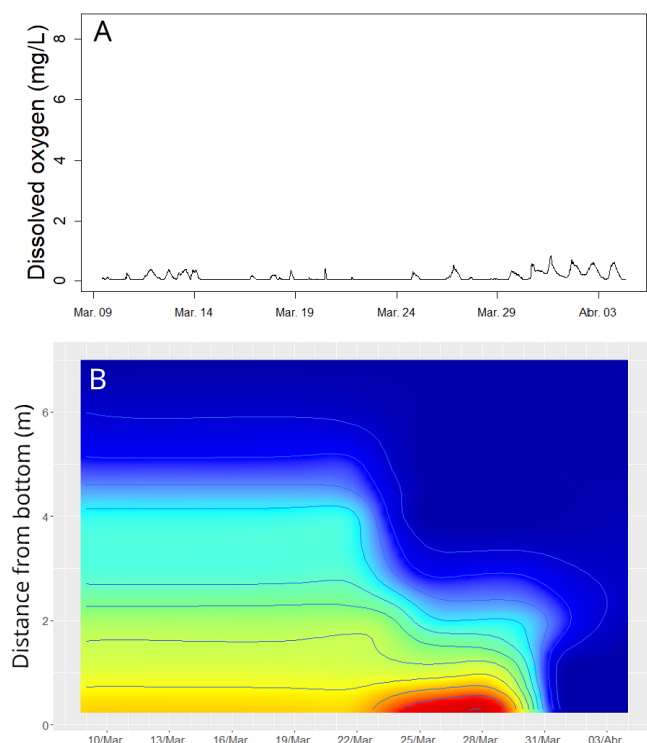 A
Dissolved oxygen (mg/L)
8
6
4
2
0
Mar. 09 Mar. 14 Mar. 19 Mar. 24 Mar. 29 Abr. 03
B
Distance from bottom (m)
6
4
2
0
10/Mar 13/Mar 16/Mar 19/Mar 22/Mar 25/Mar 28/Mar 31/Mar 03/Abr